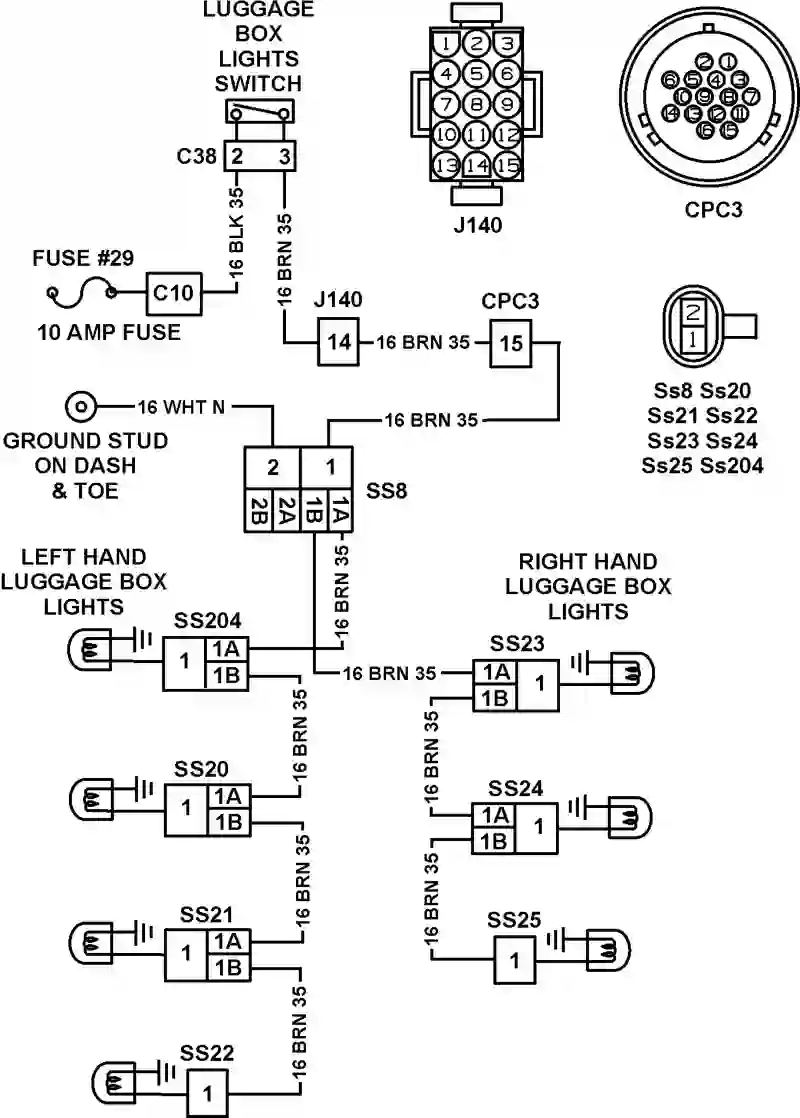 LUGGAGE
BOX
LIGHTS
SWITCH
C38
2 3
16 BLK 35
16 BRN 35
FUSE #29
C10
10 AMP FUSE
1 2 3
4 5 6
7 8 9
10 11 12
13 14 15
J140
2 1
6 5 4 3
10 9 8 7
14 13 12 11
16 15
CPC3
J140
14
16 BRN 35
CPC3
15
2
1
Ss8 Ss20
Ss21 Ss22
Ss23 Ss24
Ss25 Ss204
16 WHT N
GROUND STUD
ON DASH
& TOE
16 BRN 35
2 1
2B 2A 1B 1A
SS8
16 BRN 35
LEFT HAND
LUGGAGE BOX
LIGHTS
SS204
1 1A
1B
16 BRN 35
SS20
1 1A
1B
16 BRN 35
SS21
1 1A
1B
16 BRN 35
SS22
1
RIGHT HAND
LUGGAGE BOX
LIGHTS
16 BRN 35
SS23
1A 1
1B
16 BRN 35
SS24
1A 1
1B
16 BRN 35
SS25
1